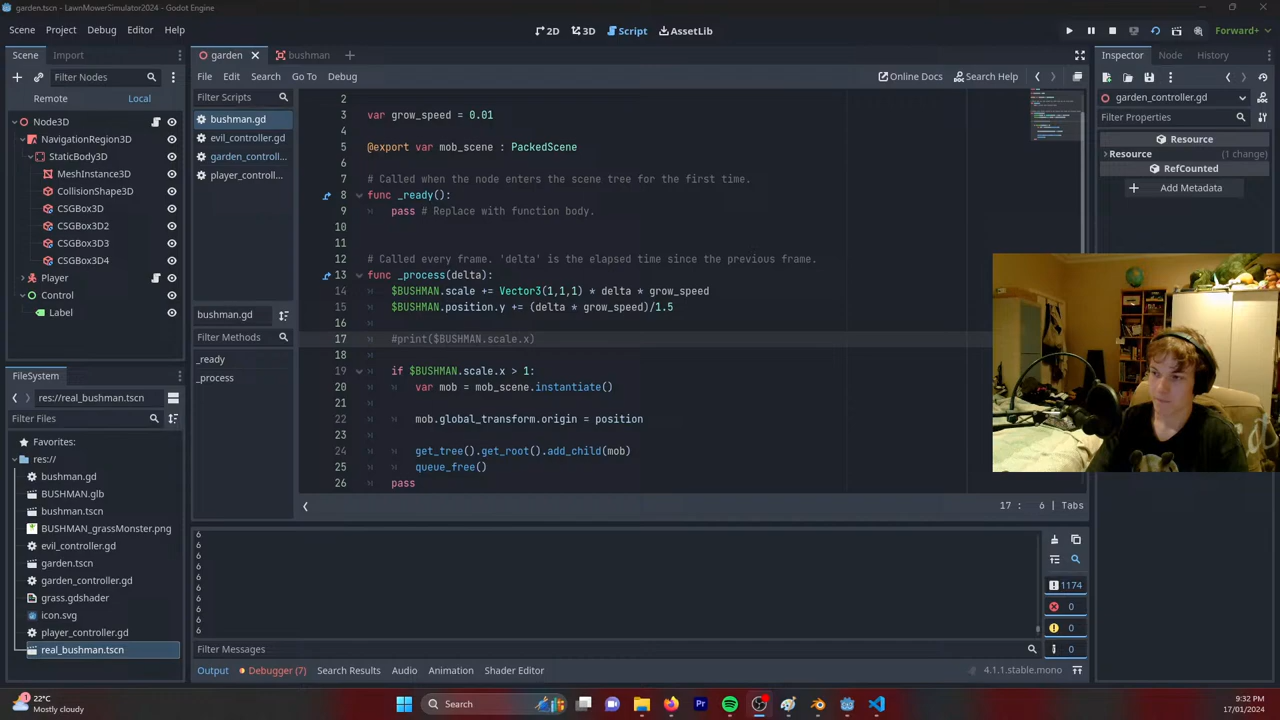 garden.tscn - LawnMowerSimulator2024 - Godot Engine
Scene Project Debug Editor Help
2D 3D Script AssetLib
Forward+
Scene Import
garden bushman
Inspector Node History
Filter Nodes
File Edit Search Go To Debug
Online Docs Search Help
Remote Local
Filter Scripts
garden_controller.gd
Filter Properties
Node3D
NavigationRegion3D
StaticBody3D
MeshInstance3D
CollisionShape3D
CSGBox3D
CSGBox3D2
CSGBox3D3
CSGBox3D4
Player
Control
Label
bushman.gd
evil_controller.gd
garden_controll...
player_controll...
bushman.gd
Filter Methods
_ready
_process
2
3 var grow_speed = 0.01
4
5 @export var mob_scene : PackedScene
6
7 # Called when the node enters the scene tree for the first time.
8 func _ready():
9 pass # Replace with function body.
10
11
12 # Called every frame. 'delta' is the elapsed time since the previous frame.
13 func _process(delta):
14 $BUSHMAN.scale += Vector3(1,1,1) * delta * grow_speed
15 $BUSHMAN.position.y += (delta * grow_speed)/1.5
16
17 #print($BUSHMAN.scale.x)
18
19 if $BUSHMAN.scale.x > 1:
20 var mob = mob_scene.instantiate()
21
22 mob.global_transform.origin = position
23
24 get_tree().get_root().add_child(mob)
25 queue_free()
26 pass
17 : 6 | Tabs
Resource
Resource (1 change)
RefCounted
Add Metadata
FileSystem
res://real_bushman.tscn
Filter Files
Favorites:
res://
bushman.gd
BUSHMAN.glb
bushman.tscn
BUSHMAN_grassMonster.png
evil_controller.gd
garden.tscn
garden_controller.gd
grass.gdshader
icon.svg
player_controller.gd
real_bushman.tscn
6
6
6
6
6
6
6
6
6
6
1174
0
0
0
Filter Messages
Output Debugger (7) Search Results Audio Animation Shader Editor
4.1.1.stable.mono
1
22°C
Mostly cloudy
Search
Pr
9:32 PM
17/01/2024